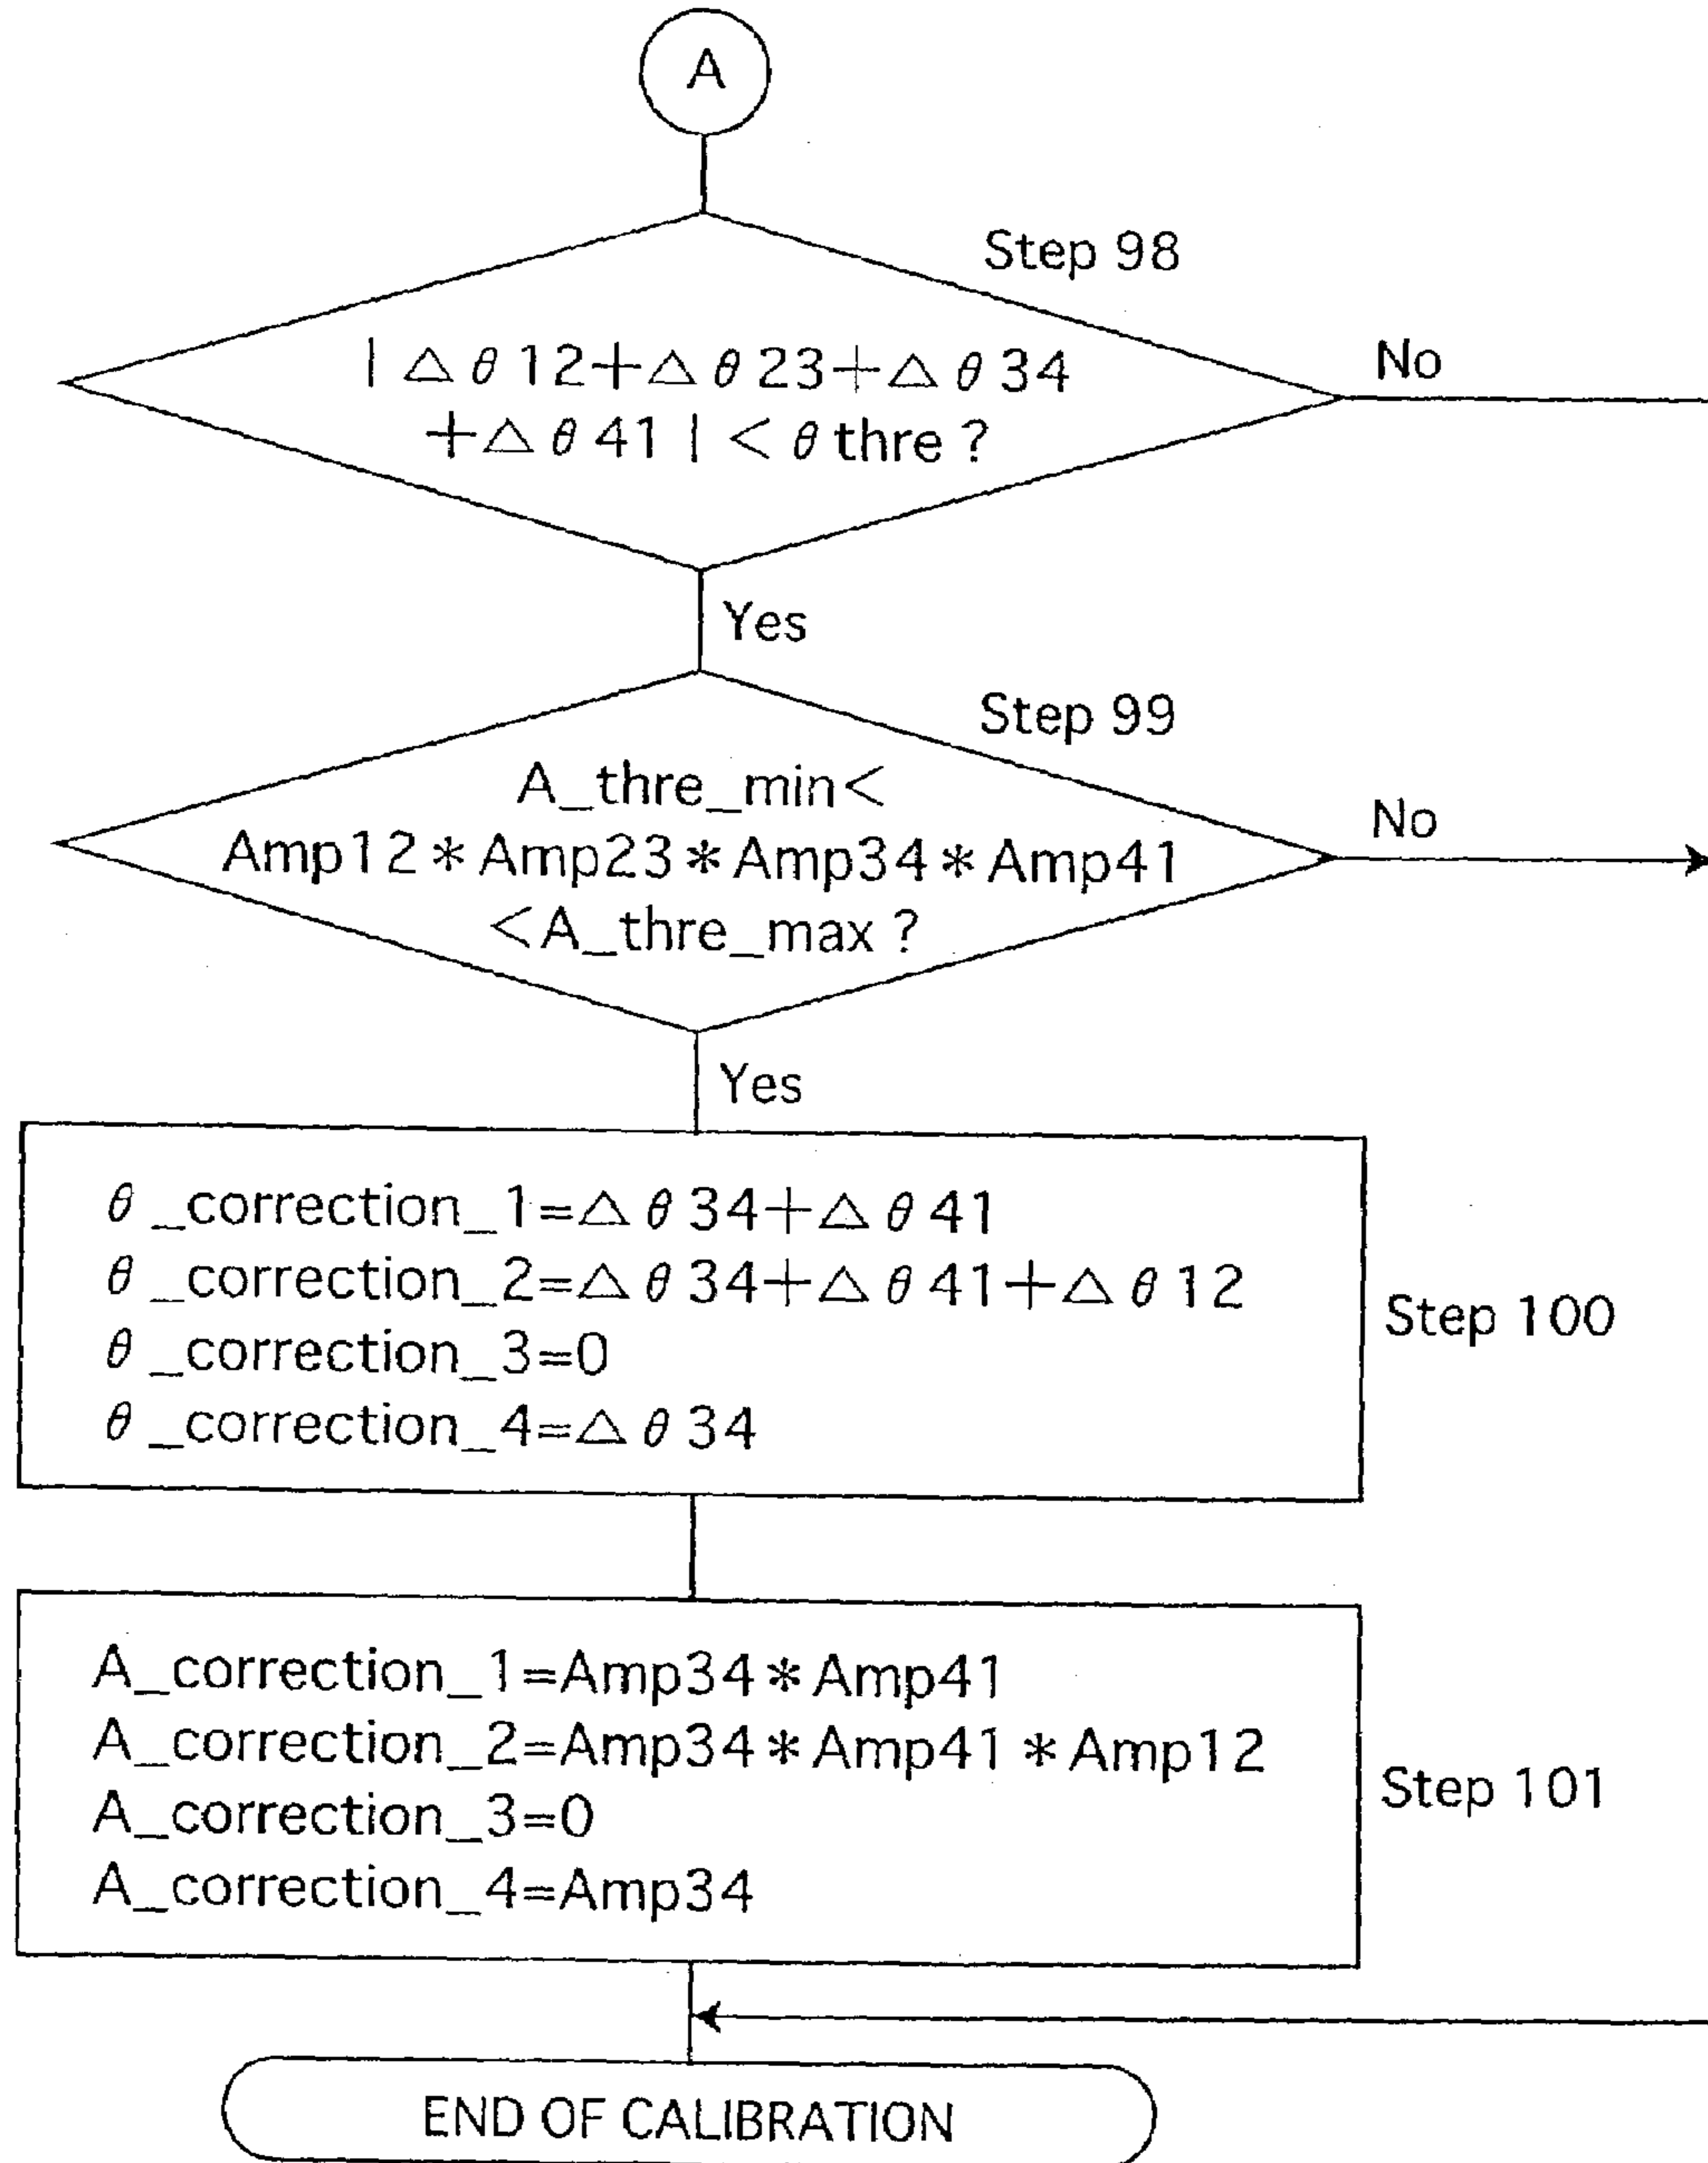 A
Step 98
| △θ12+△θ23+△θ34
+△θ41 | < θthre ?
No
Yes
Step 99
A_thre_min<
Amp12*Amp23*Amp34*Amp41
<A_thre_max ?
No
Yes
θ_correction_1=△θ34+△θ41
θ_correction_2=△θ34+△θ41+△θ12
θ_correction_3=0
θ_correction_4=△θ34
Step 100
A_correction_1=Amp34*Amp41
A_correction_2=Amp34*Amp41*Amp12
A_correction_3=0
A_correction_4=Amp34
Step 101
END OF CALIBRATION